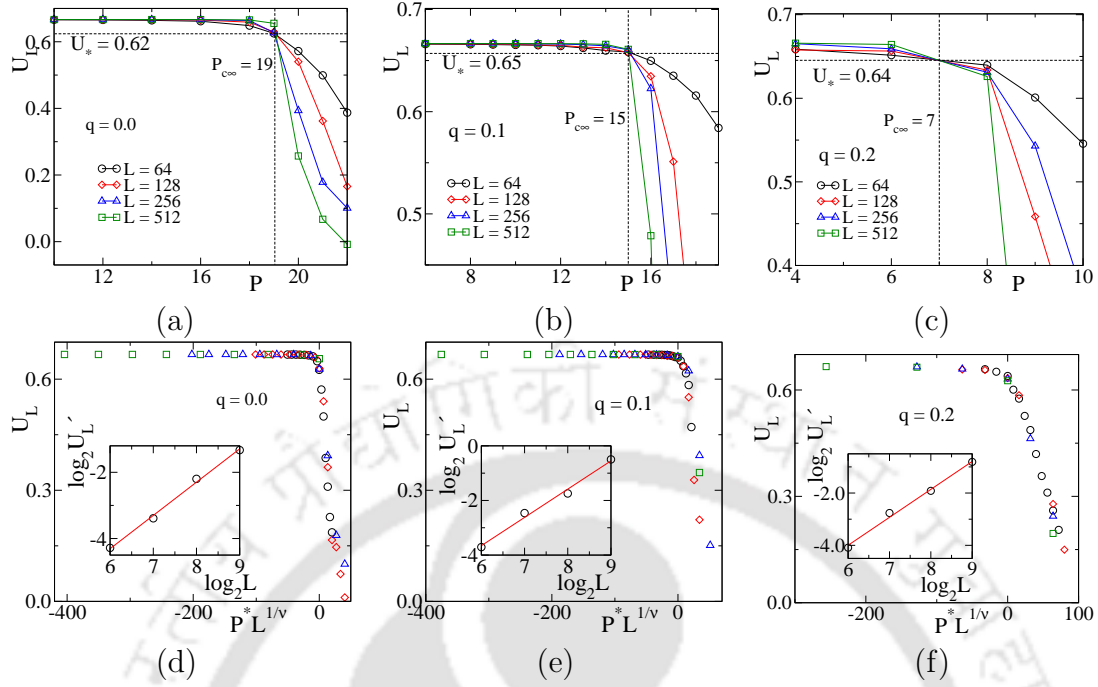 U_L
0.6
0.4
0.2
0.0
12
16
20
P
U_* = 0.62
P_{c∞} = 19
q = 0.0
L = 64
L = 128
L = 256
L = 512
(a)
U_L
0.7
0.6
0.5
6
8
10
12
14
16
18
P
U_* = 0.65
P_{c∞} = 15
q = 0.1
L = 64
L = 128
L = 256
L = 512
(b)
U_L
0.7
0.6
0.5
0.4
4
6
8
10
P
U_* = 0.64
P_{c∞} = 7
q = 0.2
L = 64
L = 128
L = 256
L = 512
(c)
U_L
0.6
0.3
0.0
-400
-200
0
P^* L^{1/ν}
q = 0.0
log_2 U_L′
-2
-4
6
7
8
9
log_2 L
(d)
U_L
0.6
0.3
0.0
-400
-200
0
P^* L^{1/ν}
q = 0.1
log_2 U_L′
0
-2
-4
6
7
8
9
log_2 L
(e)
U_L
0.6
0.3
0.0
-200
0
100
P^* L^{1/ν}
q = 0.2
log_2 U_L′
-2.0
-4.0
6
7
8
9
log_2 L
(f)